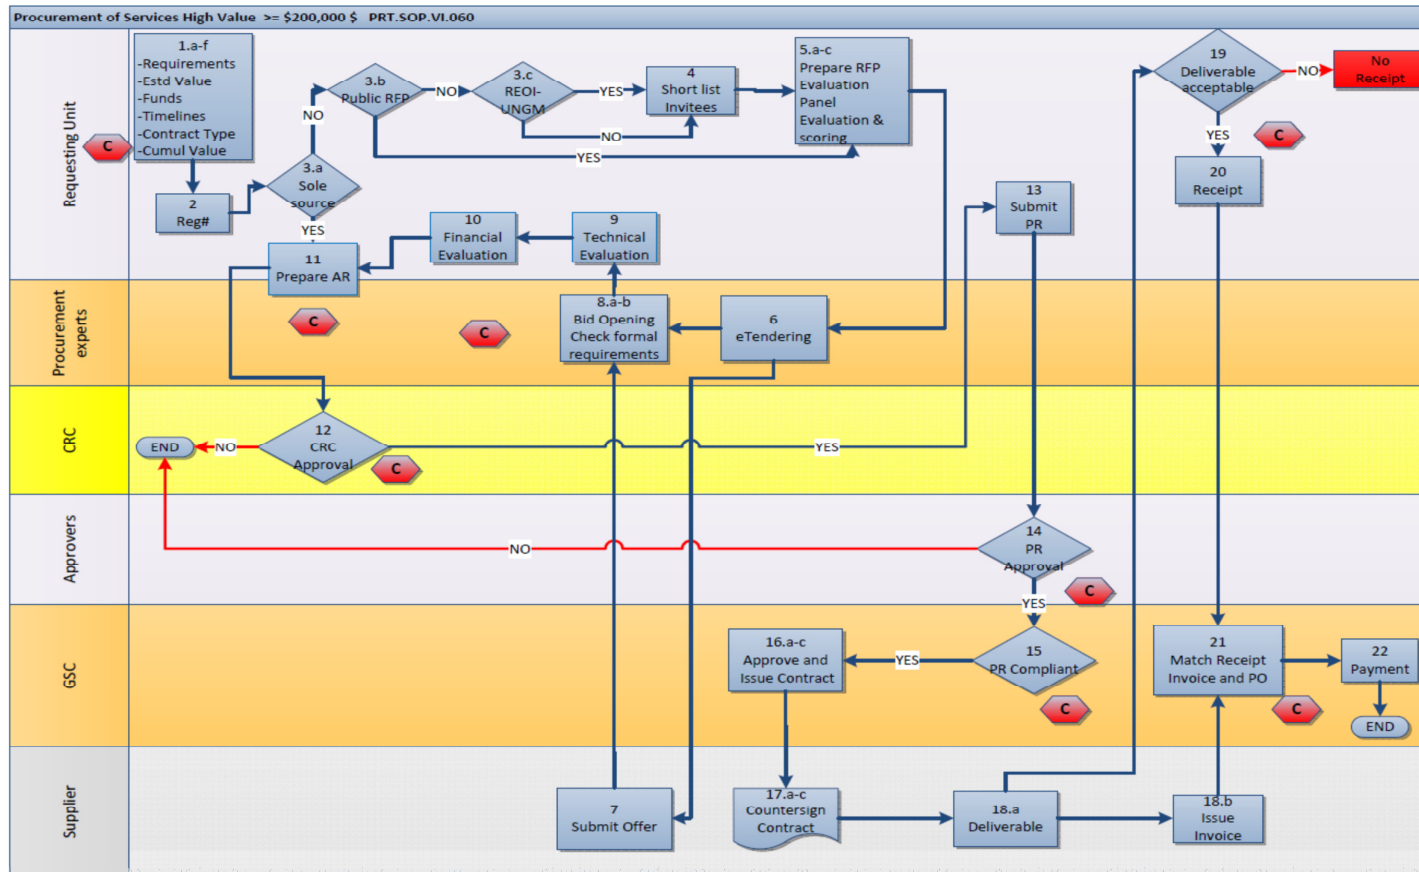 Procurement of Services High Value >= $200,000 $ PRT.SOP.VI.060
Requesting Unit
C
1.a-f
-Requirements
-Estd Value
-Funds
-Timelines
-Contract Type
-Cumul Value
2
Reg#
3.a
Sole
source
NO
YES
3.b
Public RFP
NO
YES
3.c
REOI-
UNGM
YES
NO
4
Short list
Invitees
5.a-c
Prepare RFP
Evaluation
Panel
Evaluation &
scoring
9
Technical
Evaluation
10
Financial
Evaluation
11
Prepare AR
13
Submit
PR
19
Deliverable
acceptable
NO
No
Receipt
YES
C
20
Receipt
Procurement
experts
C
C
8.a-b
Bid Opening
Check formal
requirements
6
eTendering
CRC
END
NO
12
CRC
Approval
C
YES
Approvers
NO
14
PR
Approval
C
YES
GSC
16.a-c
Approve and
Issue Contract
YES
15
PR Compliant
C
21
Match Receipt
Invoice and PO
C
22
Payment
END
Supplier
7
Submit Offer
17.a-c
Countersign
Contract
18.a
Deliverable
18.b
Issue
Invoice